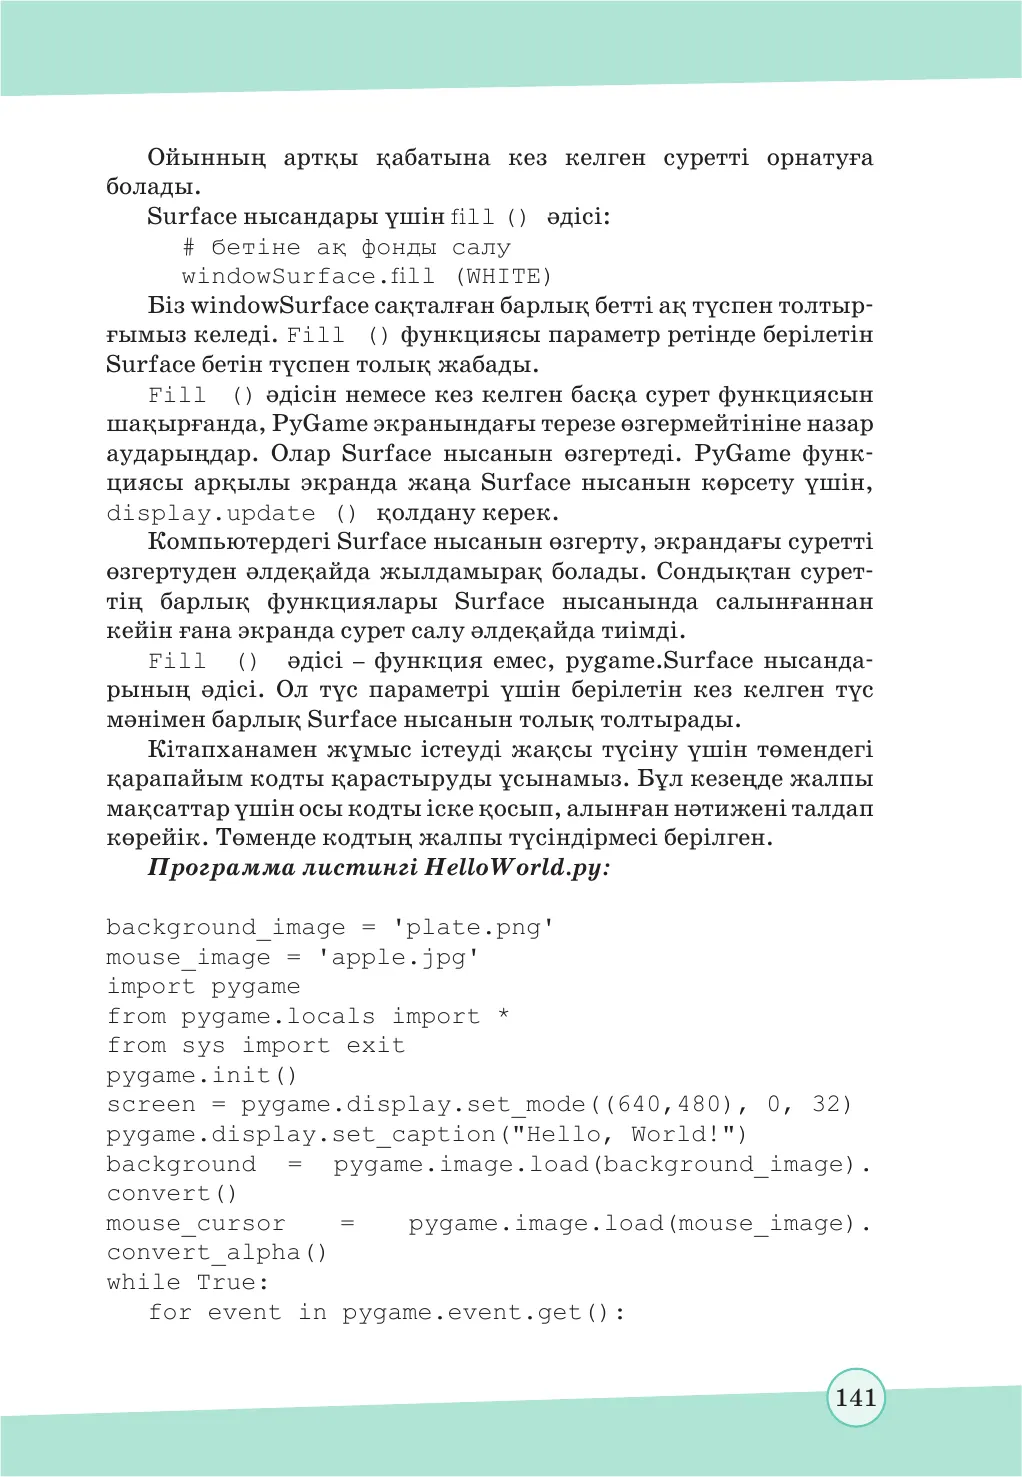 Ойынның артқы қабатына кез келген суретті орнатуға
болады.
Surface нысандары үшін fill () әдісі:
# бетіне ақ фонды салу
windowSurface.fill (WHITE)
Біз windowSurface сақталған барлық бетті ақ түспен толтыр-
ғымыз келеді. Fill () функциясы параметр ретінде берілетін
Surface бетін түспен толық жабады.
Fill () әдісін немесе кез келген басқа сурет функциясын
шақырғанда, PyGame экранындағы терезе өзгермейтініне назар
аударыңдар. Олар Surface нысанын өзгертеді. PyGame функ-
циясы арқылы экранда жаңа Surface нысанын көрсету үшін,
display.update () қолдану керек.
Компьютердегі Surface нысанын өзгерту, экрандағы суретті
өзгертуден әлдеқайда жылдамырақ болады. Сондықтан сурет-
тің барлық функциялары Surface нысанында салынғаннан
кейін ғана экранда сурет салу әлдеқайда тиімді.
Fill () әдісі – функция емес, pygame.Surface нысанда-
рының әдісі. Ол түс параметрі үшін берілетін кез келген түс
мәнімен барлық Surface нысанын толық толтырады.
Кітапханамен жұмыс істеуді жақсы түсіну үшін төмендегі
қарапайым кодты қарастыруды ұсынамыз. Бұл кезеңде жалпы
мақсаттар үшін осы кодты іске қосып, алынған нәтижені талдап
көрейік. Төменде кодтың жалпы түсіндірмесі берілген.
Программа листингі HelloWorld.py:
background_image = 'plate.png'
mouse_image = 'apple.jpg'
import pygame
from pygame.locals import *
from sys import exit
pygame.init()
screen = pygame.display.set_mode((640,480), 0, 32)
pygame.display.set_caption("Hello, World!")
background = pygame.image.load(background_image).
convert()
mouse_cursor = pygame.image.load(mouse_image).
convert_alpha()
while True:
for event in pygame.event.get():
141